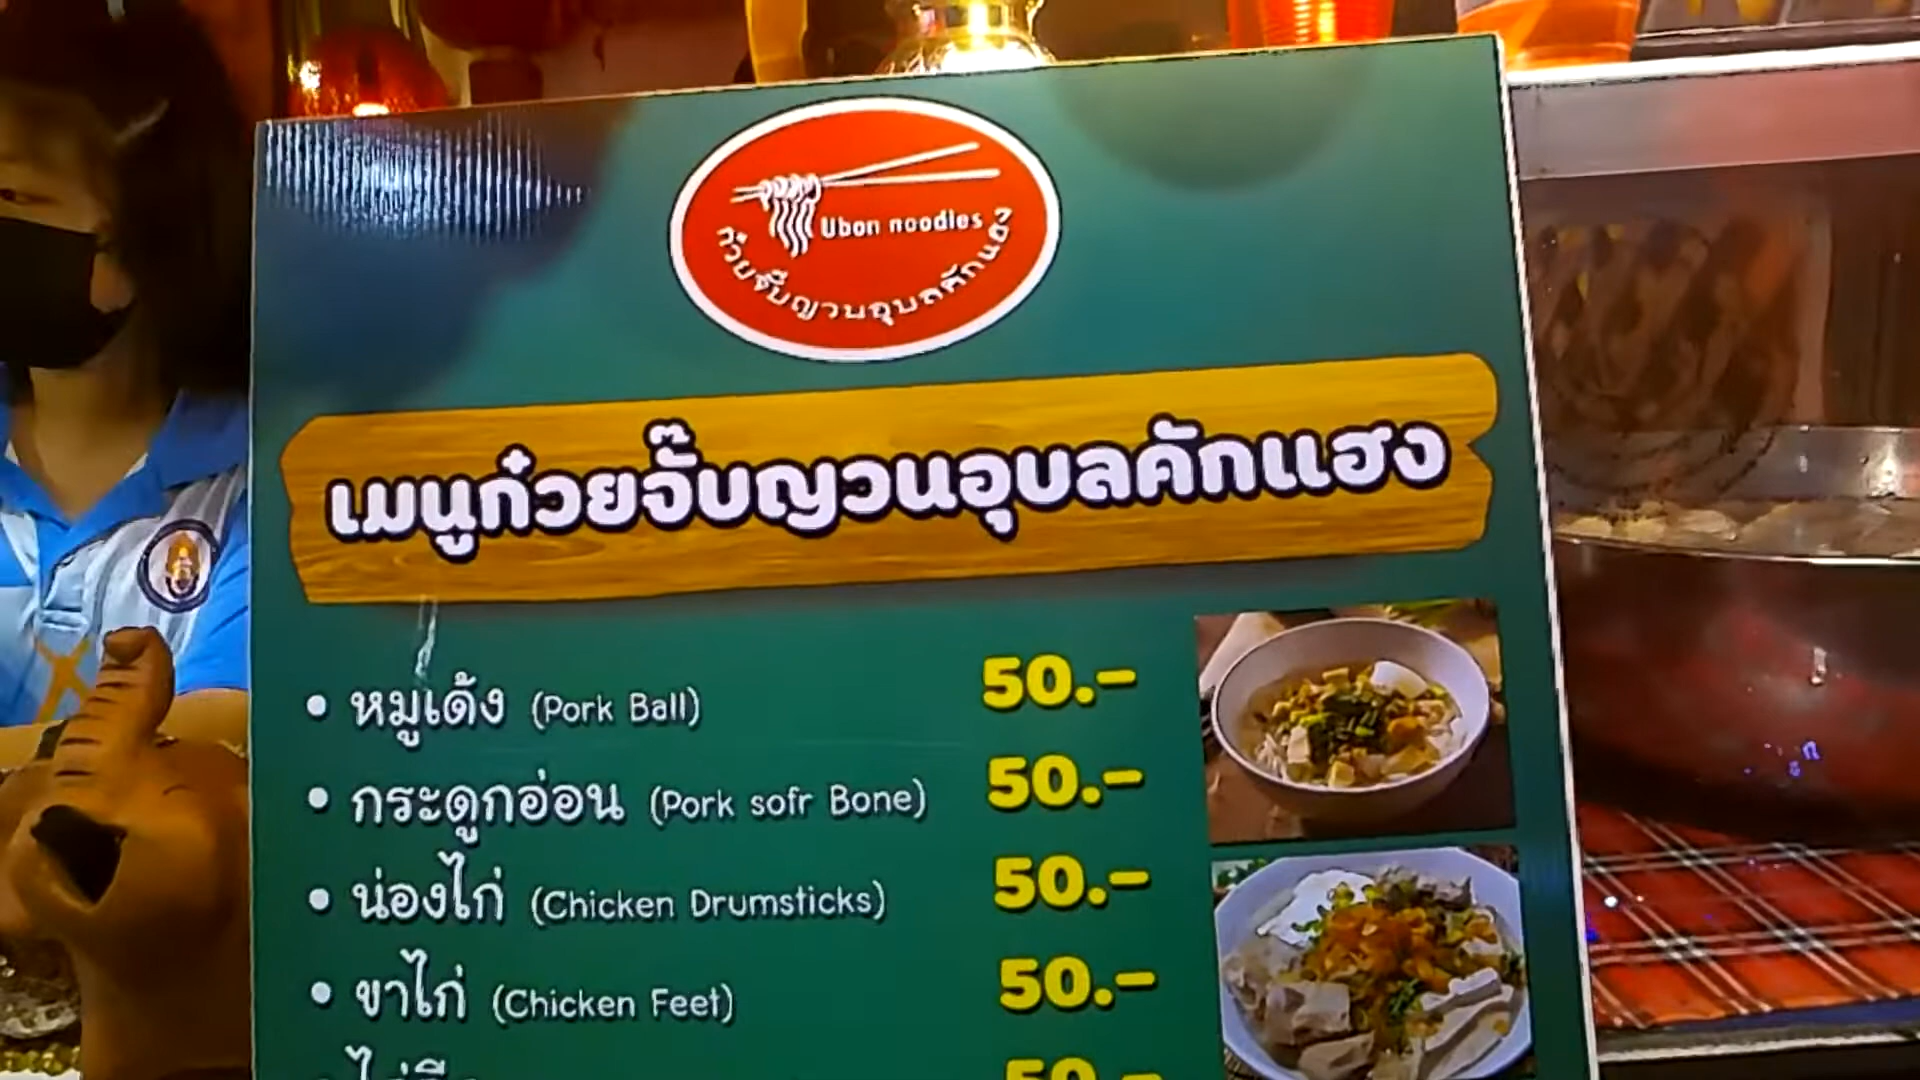 Ubon noodles
ก๋วยจั๊บญวนอุบลคักแฮง
เมนูก๋วยจั๊บญวนอุบลคักแฮง
• หมูเด้ง (Pork Ball) 50.-
• กระดูกอ่อน (Pork sofr Bone) 50.-
• น่องไก่ (Chicken Drumsticks) 50.-
• ขาไก่ (Chicken Feet) 50.-
50.-